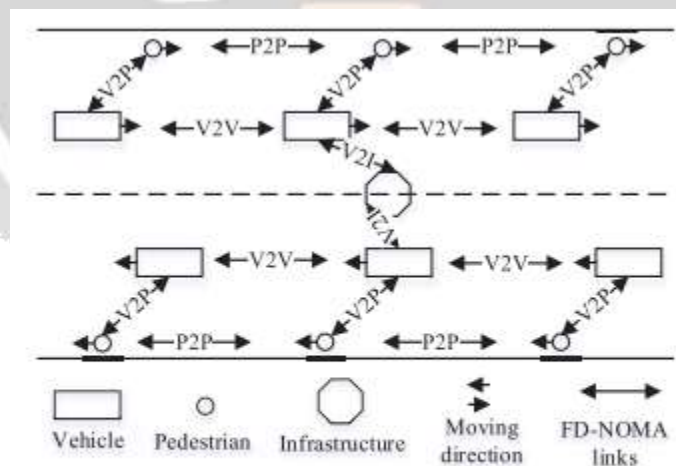 P2P P2P
V2P V2P V2P
V2V V2V
V2I
V2I
V2V V2V
V2P V2P V2P
P2P P2P
Vehicle Pedestrian Infrastructure Moving direction FD-NOMA links